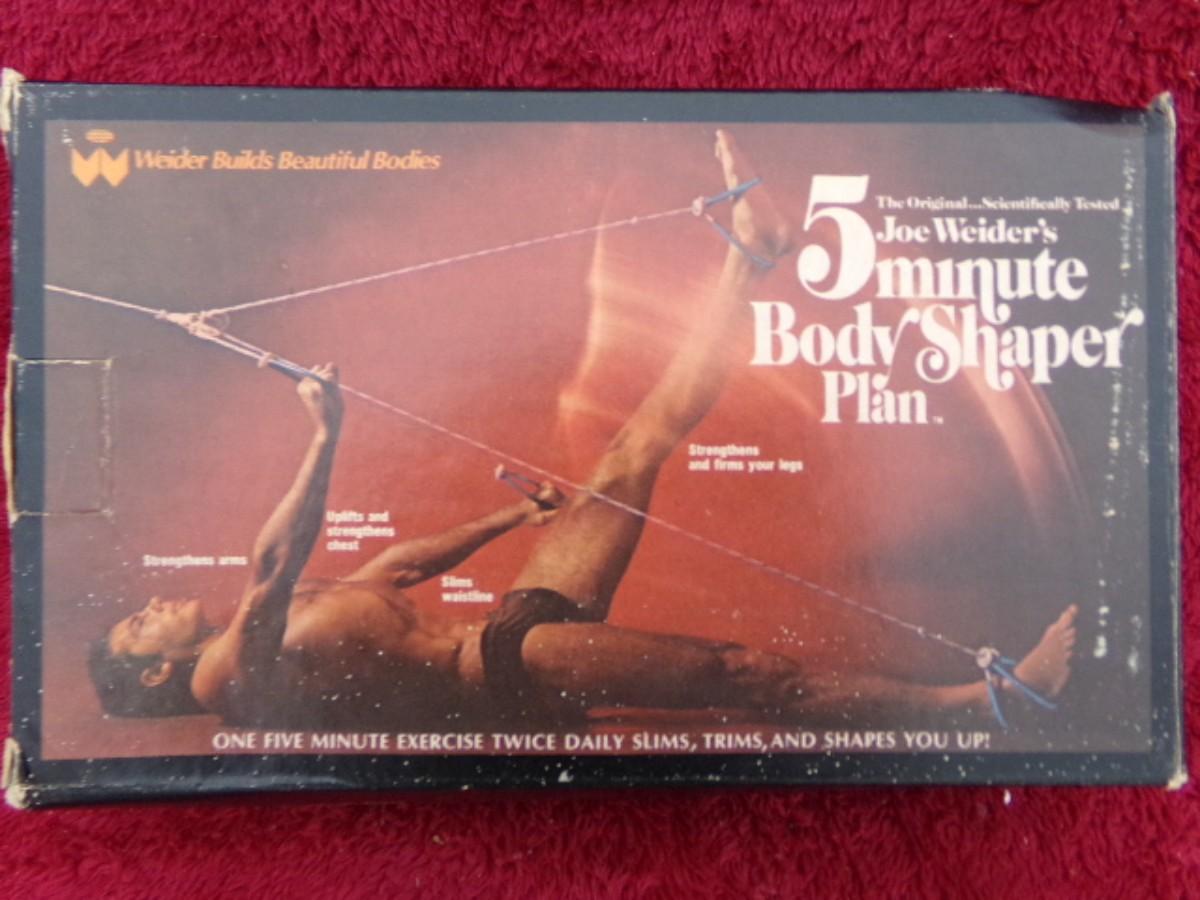 Weider Builds Beautiful Bodies
The Original...Scientifically Tested
Joe Weider's
5 minute
Body Shaper
Plan™
Strengthens
and firms your legs
Uplifts and
strengthens
chest
Strengthens arms
Slims
waistline
ONE FIVE MINUTE EXERCISE TWICE DAILY SLIMS, TRIMS, AND SHAPES YOU UP!